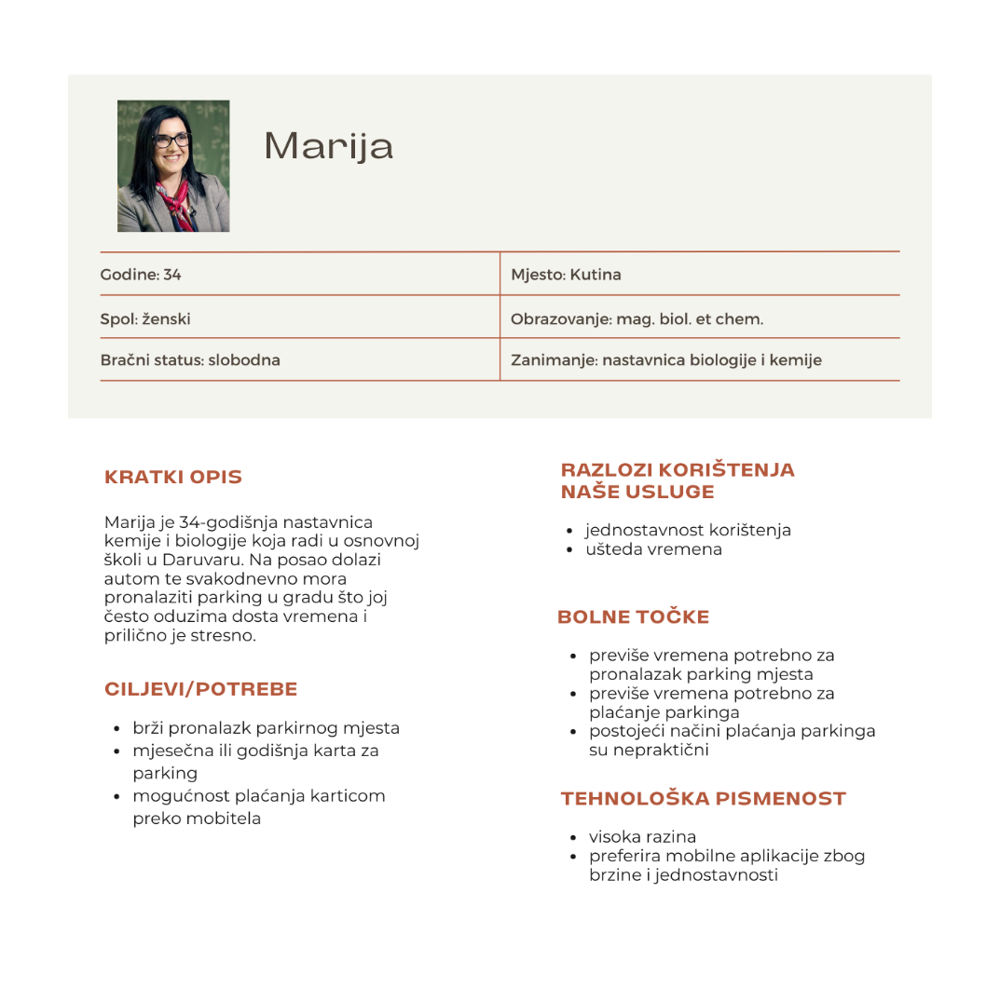 Marija
Godine: 34
Mjesto: Kutina
Spol: ženski
Obrazovanje: mag. biol. et chem.
Bračni status: slobodna
Zanimanje: nastavnica biologije i kemije
KRATKI OPIS
Marija je 34-godišnja nastavnica
kemije i biologije koja radi u osnovnoj
školi u Daruvaru. Na posao dolazi
autom te svakodnevno mora
pronalaziti parking u gradu što joj
često oduzima dosta vremena i
prilično je stresno.
CILJEVI/POTREBE
• brži pronalazk parkirnog mjesta
• mjesečna ili godišnja karta za
parking
• mogućnost plaćanja karticom
preko mobitela
RAZLOZI KORIŠTENJA
NAŠE USLUGE
• jednostavnost korištenja
• ušteda vremena
BOLNE TOČKE
• previše vremena potrebno za
pronalazak parking mjesta
• previše vremena potrebno za
plaćanje parkinga
• postojeći načini plaćanja parkinga
su nepraktični
TEHNOLOŠKA PISMENOST
• visoka razina
• preferira mobilne aplikacije zbog
brzine i jednostavnosti